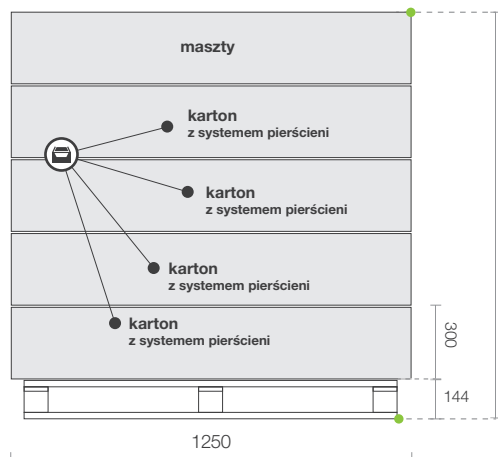 maszty
karton
z systemem pierścieni
karton
z systemem pierścieni
karton
z systemem pierścieni
karton
z systemem pierścieni
300
144
1250